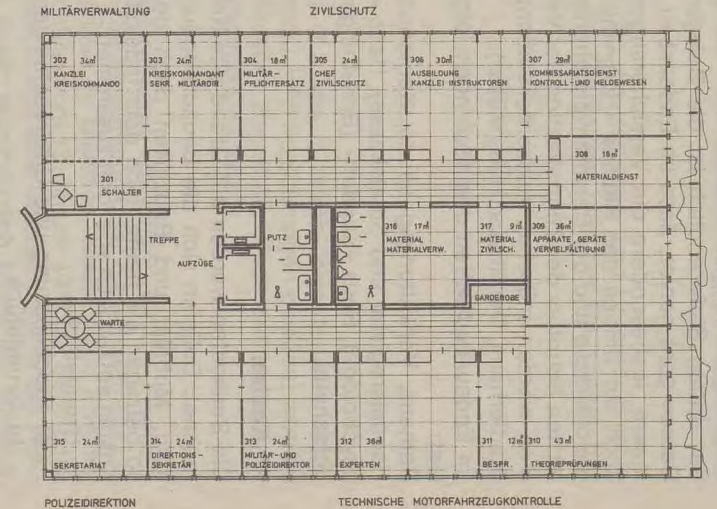 MILITÄRVERWALTUNG
ZIVILSCHUTZ
302 34m²
KANZLEI
KREISKOMMANDO
303 24m²
KREISKOMMANDANT
SEKR. MILITÄRDIR.
304 18m²
MILITÄR-
PFLICHTERSATZ
305 24m²
CHEF
ZIVILSCHUTZ
306 30m²
AUSBILDUNG
KANZLEI INSTRUKTOREN
307 29m²
KOMMISSARIATSDIENST
KONTROLL- UND MELDEWESEN
308 18m²
MATERIALDIENST
301
SCHALTER
TREPPE
AUFZÜGE
PUTZ
316 17m²
MATERIAL
MATERIALVERW.
317 9m²
MATERIAL
ZIVILSCH.
309 36m²
APPARATE, GERÄTE
VERVIELFÄLTIGUNG
GARDEROBE
WARTE
315 24m²
SEKRETARIAT
314 24m²
DIREKTIONS-
SEKRETÄR
313 24m²
MILITÄR- UND
POLIZEIDIREKTOR
312 36m²
EXPERTEN
311 12m²
BESPR.
310 43m²
THEORIEPRÜFUNGEN
POLIZEIDIREKTION
TECHNISCHE MOTORFAHRZEUGKONTROLLE